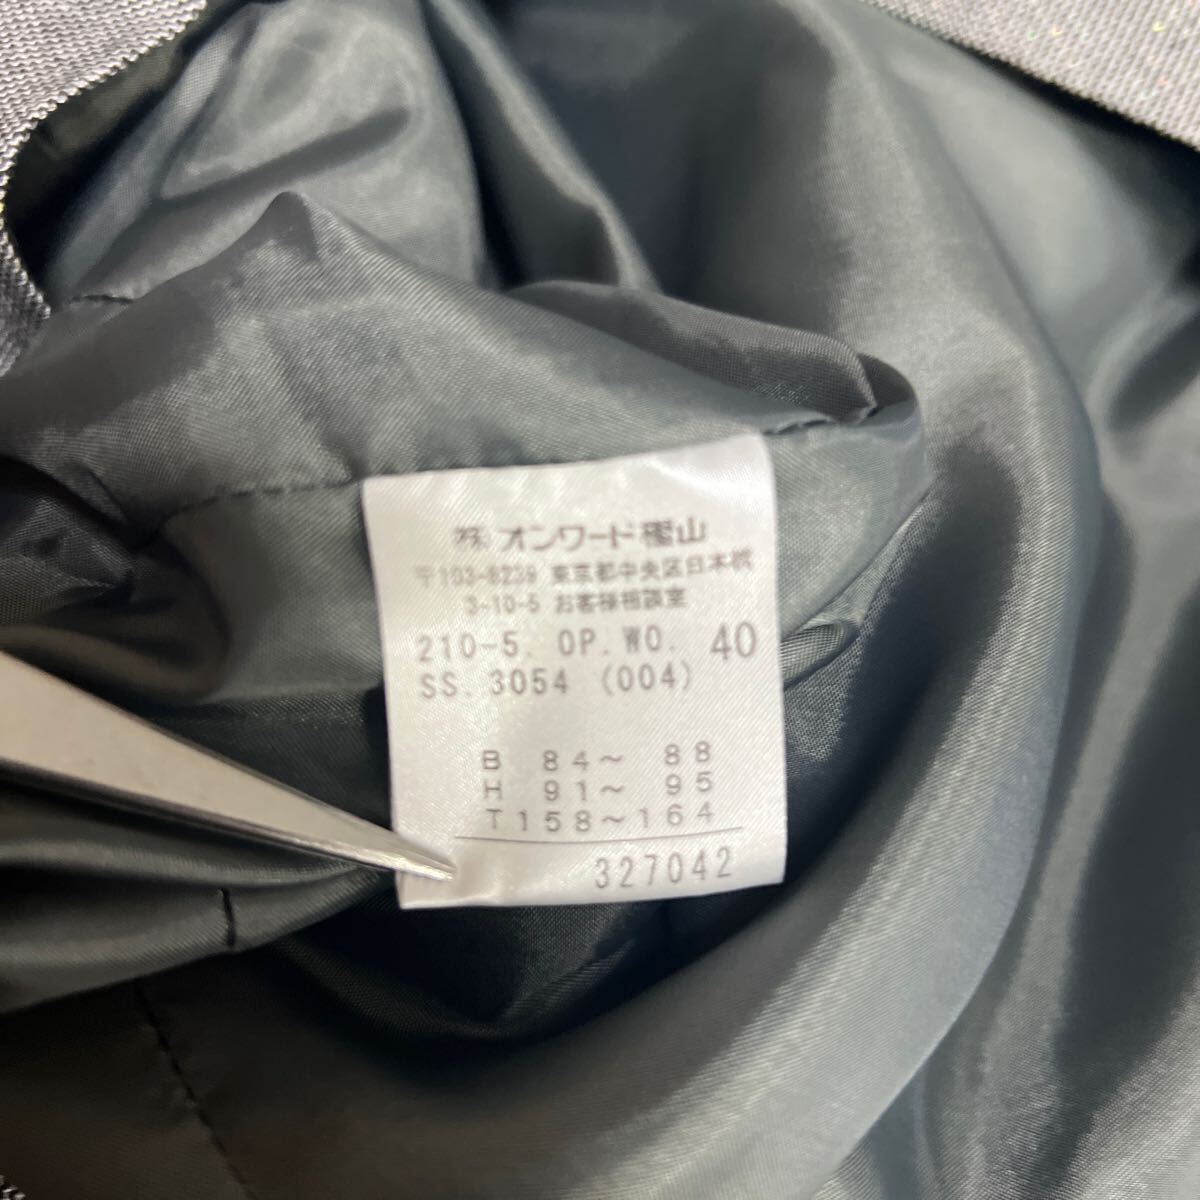 ㈱オンワード樫山
〒103-8239 東京都中央区日本橋
3-10-5 お客様相談室
210-5. OP.WO. 40
SS. 3054 (004)
B 84～ 88
H 91～ 95
T158～164
327042